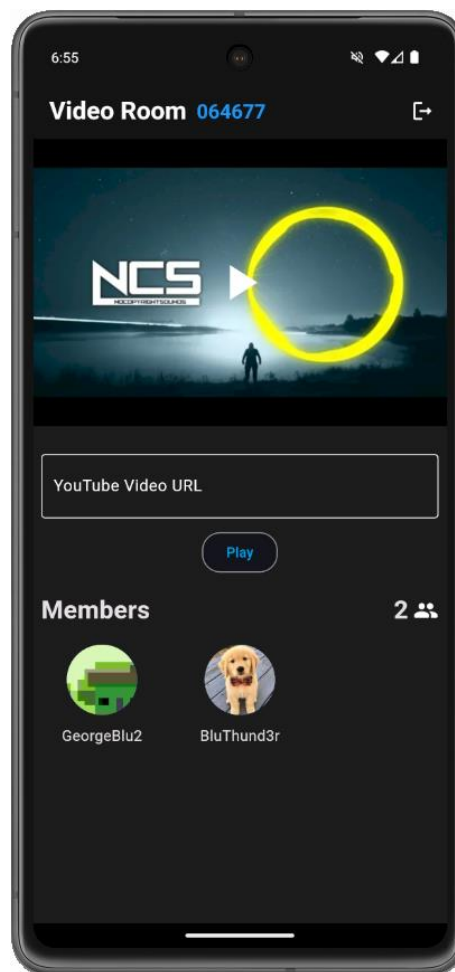 6:55
Video Room 064677
NCS
NOCOPYRIGHTSOUNDS
YouTube Video URL
Play
Members 2
GeorgeBlu2 BluThund3r